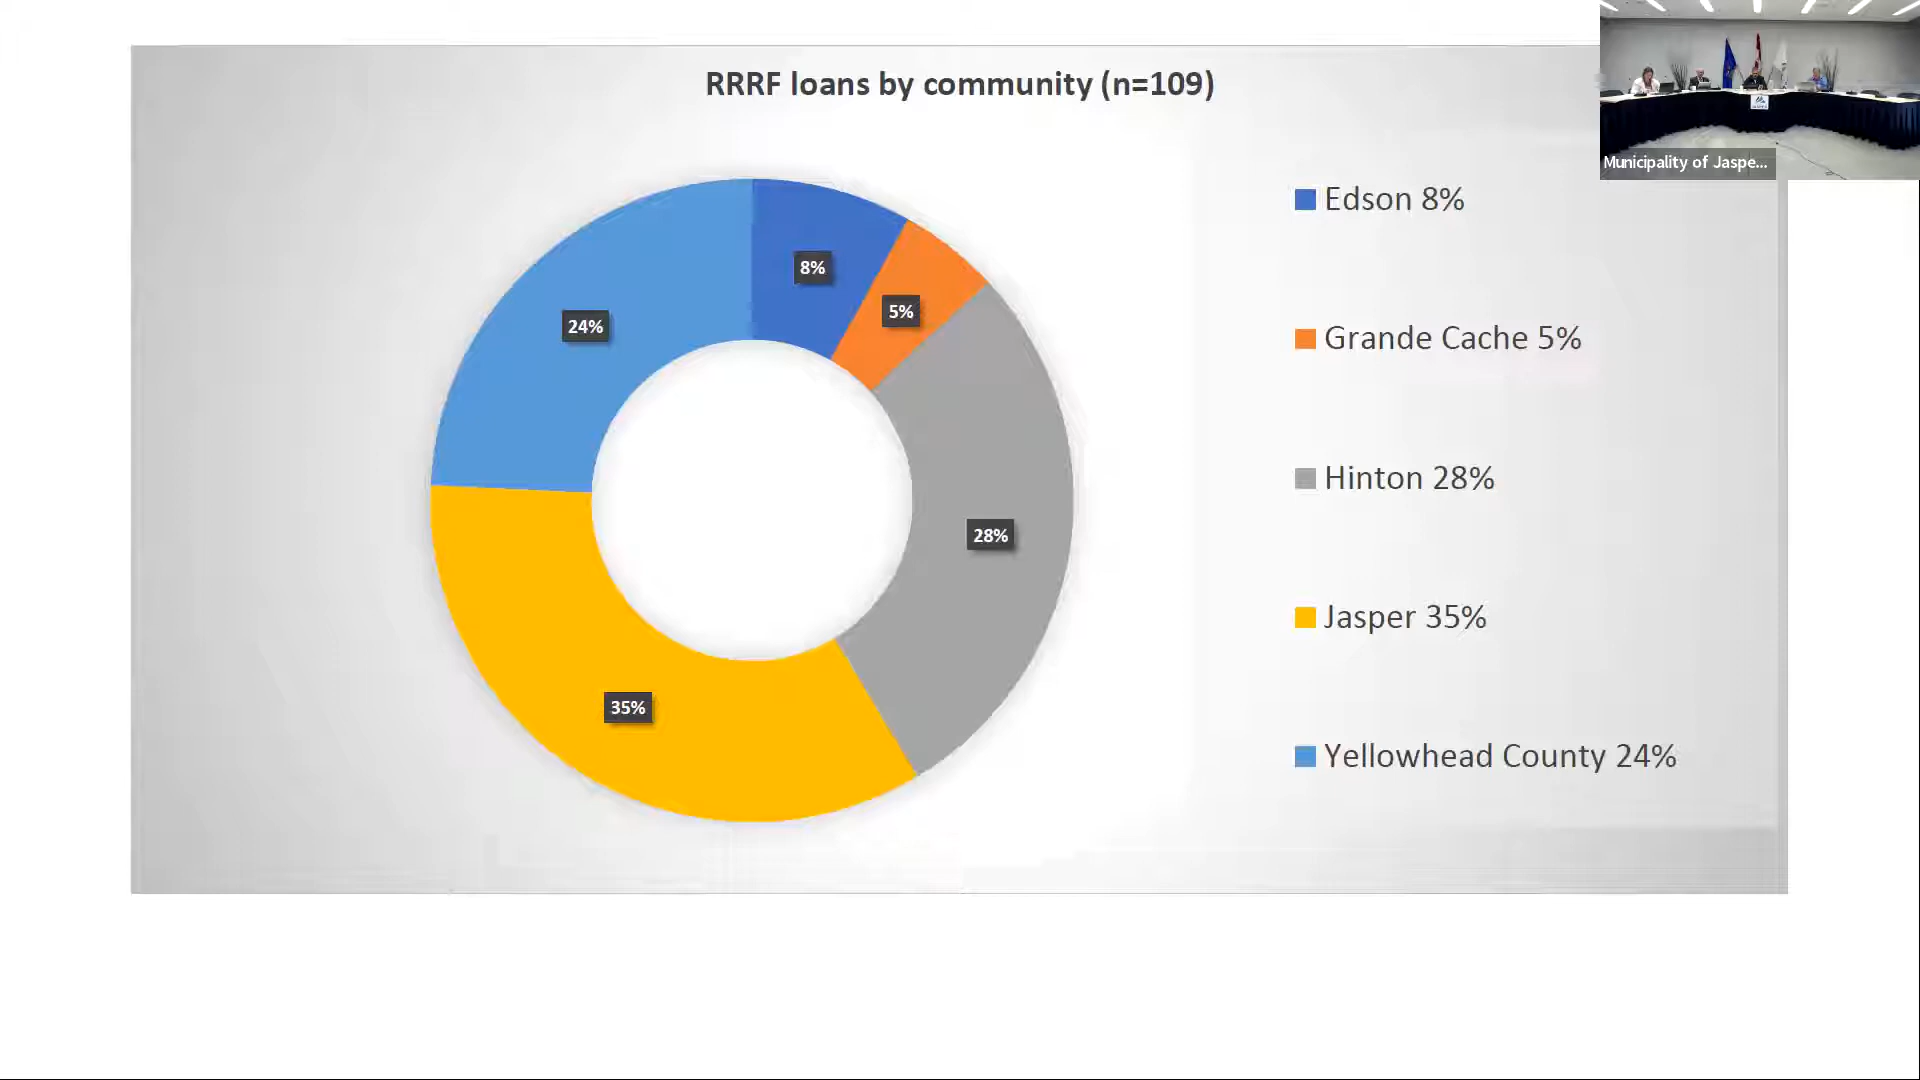 RRRF loans by community (n=109)
Municipality of Jaspe...
8%
5%
24%
28%
35%
Edson 8%
Grande Cache 5%
Hinton 28%
Jasper 35%
Yellowhead County 24%